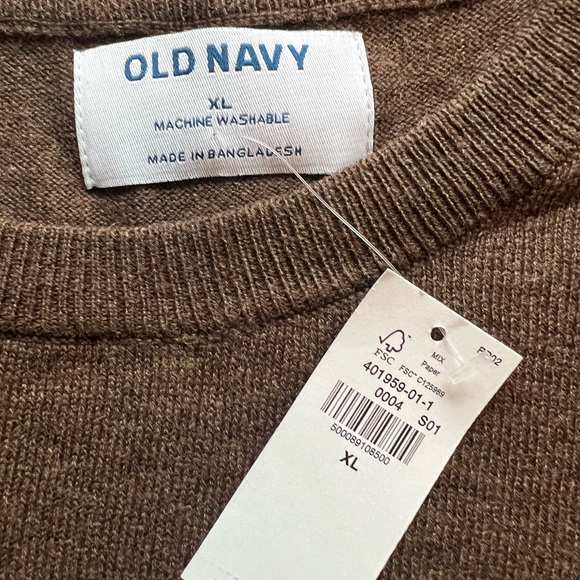 OLD NAVY
XL
MACHINE WASHABLE
MADE IN BANGLADESH
FSC
MIX
Paper
FSC™ C125969
401959-01-1
0004 S01
500089108500
XL